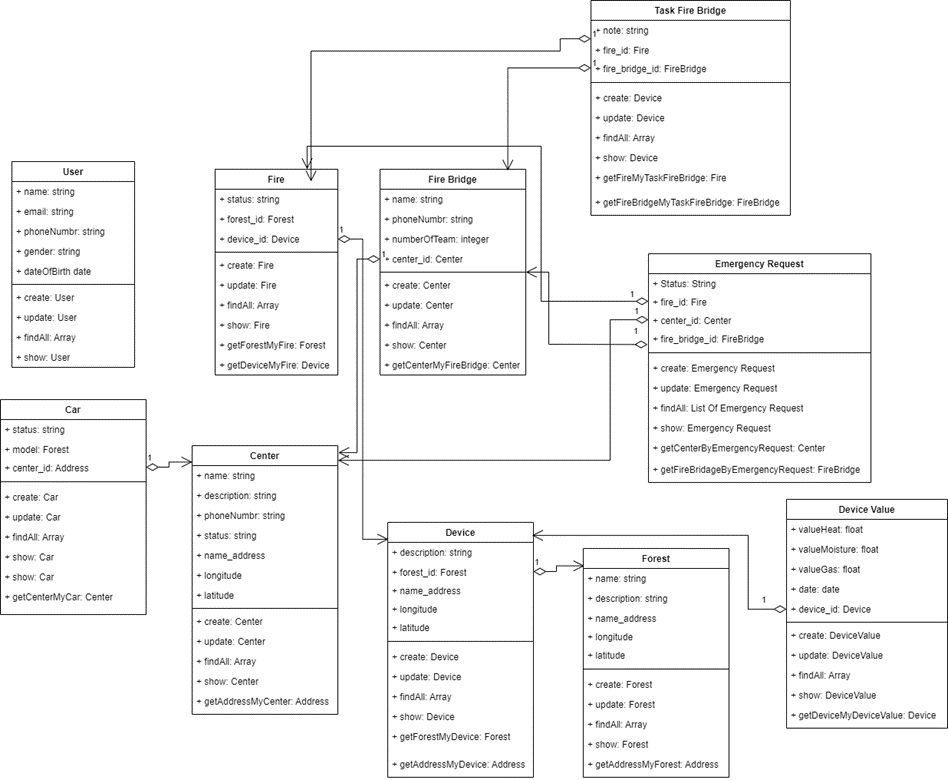 Task Fire Bridge
+ note: string
+ fire_id: Fire
+ fire_bridge_id: FireBridge
+ create: Device
+ update: Device
+ findAll: Array
+ show: Device
+ getFireMyTaskFireBridge: Fire
+ getFireBridgeMyTaskFireBridge: FireBridge
1
1
User
+ name: string
+ email: string
+ phoneNumbr: string
+ gender: string
+ dateOfBirth date
+ create: User
+ update: User
+ findAll: Array
+ show: User
Fire
+ status: string
+ forest_id: Forest
+ device_id: Device
+ create: Fire
+ update: Fire
+ findAll: Array
+ show: Fire
+ getForestMyFire: Forest
+ getDeviceMyFire: Device
1
Fire Bridge
+ name: string
+ phoneNumbr: string
+ numberOfTeam: integer
+ center_id: Center
+ create: Center
+ update: Center
+ findAll: Array
+ show: Center
+ getCenterMyFireBridge: Center
1
Emergency Request
+ Status: String
+ fire_id: Fire
+ center_id: Center
+ fire_bridge_id: FireBridge
+ create: Emergency Request
+ update: Emergency Request
+ findAll: List Of Emergency Request
+ show: Emergency Request
+ getCenterByEmergencyRequest: Center
+ getFireBridageByEmergencyRequest: FireBridge
1
1
1
Car
+ status: string
+ model: Forest
+ center_id: Address
+ create: Car
+ update: Car
+ findAll: Array
+ show: Car
+ show: Car
+ getCenterMyCar: Center
1
Center
+ name: string
+ description: string
+ phoneNumbr: string
+ status: string
+ name_address
+ longitude
+ latitude
+ create: Center
+ update: Center
+ findAll: Array
+ show: Center
+ getAddressMyCenter: Address
Device
+ description: string
+ forest_id: Forest
+ name_address
+ longitude
+ latitude
+ create: Device
+ update: Device
+ findAll: Array
+ show: Device
+ getForestMyDevice: Forest
+ getAddressMyDevice: Address
1
Forest
+ name: string
+ description: string
+ name_address
+ longitude
+ latitude
+ create: Forest
+ update: Forest
+ findAll: Array
+ show: Forest
+ getAddressMyForest: Address
Device Value
+ valueHeat: float
+ valueMoisture: float
+ valueGas: float
+ date: date
+ device_id: Device
+ create: DeviceValue
+ update: DeviceValue
+ findAll: Array
+ show: DeviceValue
+ getDeviceMyDeviceValue: Device
1